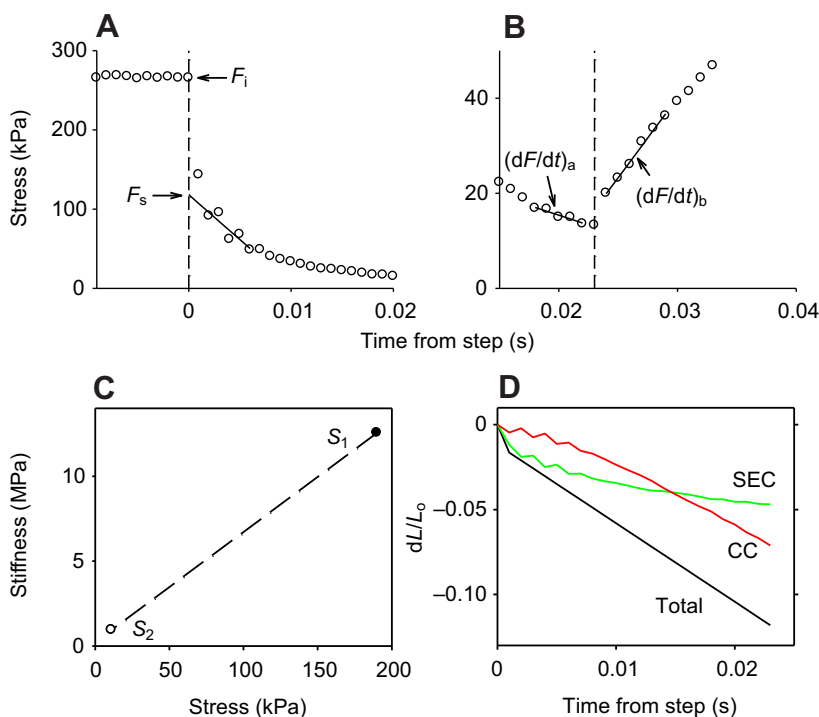 A
B
300
200
100
0
Stress (kPa)
Fi
Fs
0
0.01
0.02
40
20
0
(dF/dt)a
(dF/dt)b
0.02
0.03
0.04
Time from step (s)
C
D
10
5
0
Stiffness (MPa)
S1
S2
0
50
100
150
200
Stress (kPa)
0
−0.05
−0.10
dL/Lo
SEC
CC
Total
0
0.01
0.02
Time from step (s)